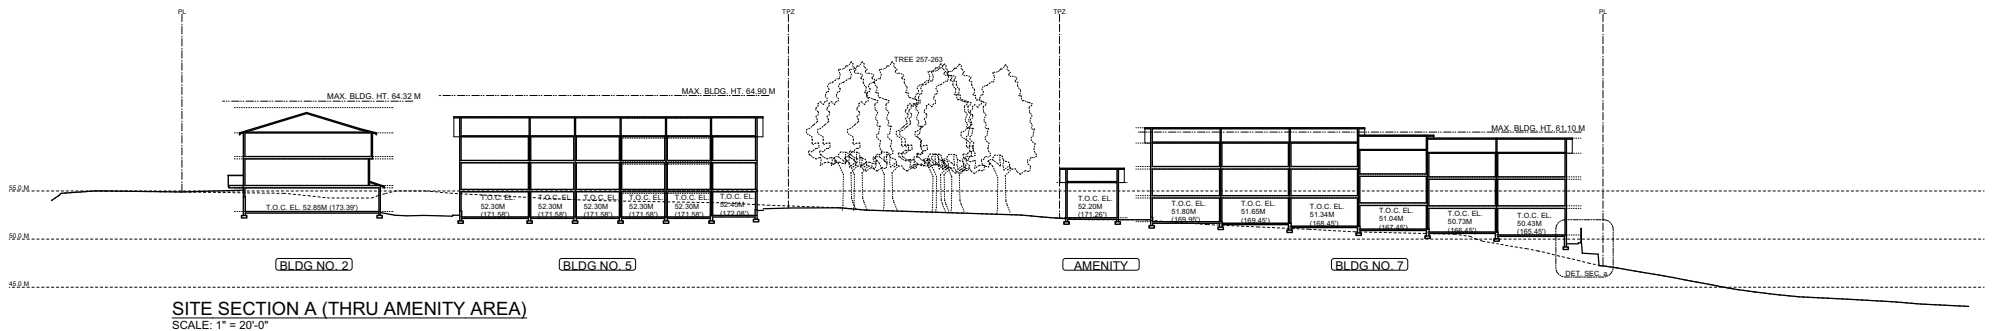 PL
TPZ
TPZ
PL
TREE 257-263
MAX. BLDG. HT. 64.32 M
MAX. BLDG. HT. 64.90 M
MAX. BLDG. HT. 61.10 M
55.0 M
T.O.C. EL. 52.85M (173.39')
T.O.C. EL.
52.30M
(171.58')
T.O.C. EL.
52.30M
(171.58')
T.O.C. EL.
52.30M
(171.58')
T.O.C. EL.
52.30M
(171.58')
T.O.C. EL.
52.30M
(171.58')
T.O.C. EL.
52.45M
(172.08')
T.O.C. EL.
52.20M
(171.26')
T.O.C. EL.
51.80M
(169.95')
T.O.C. EL.
51.65M
(169.45')
T.O.C. EL.
51.34M
(168.45')
T.O.C. EL.
51.04M
(167.45')
T.O.C. EL.
50.73M
(166.45')
T.O.C. EL.
50.43M
(165.45')
50.0 M
BLDG NO. 2
BLDG NO. 5
AMENITY
BLDG NO. 7
DET. SEC. a
45.0 M
SITE SECTION A (THRU AMENITY AREA)
SCALE: 1" = 20'-0"